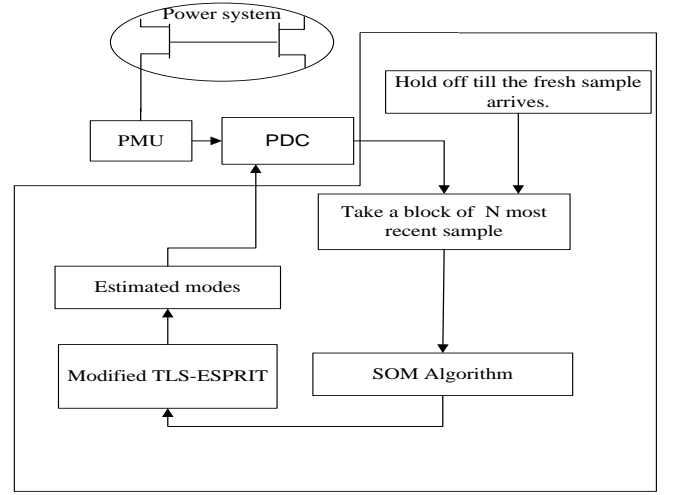 Power system
Hold off till the fresh sample
arrives.
PMU
PDC
Take a block of N most
recent sample
Estimated modes
Modified TLS-ESPRIT
SOM Algorithm